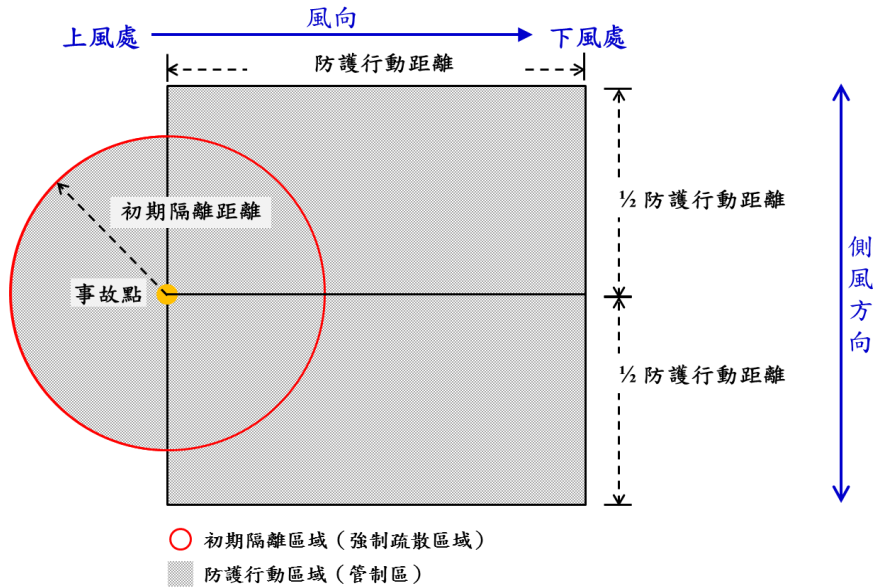 風向
上風處
下風處
防護行動距離
初期隔離距離
½ 防護行動距離
事故點
½ 防護行動距離
側風方向
初期隔離區域（強制疏散區域）
防護行動區域（管制區）